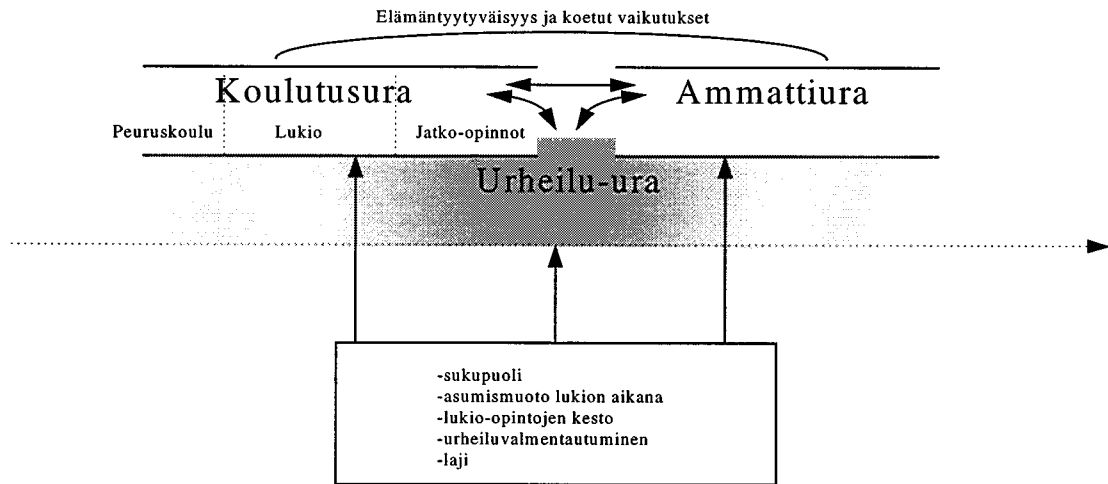 Elämäntyytyväisyys ja koetut vaikutukset
Koulutusura
Ammattiura
Peuruskoulu
Lukio
Jatko-opinnot
Urheilu-ura
-sukupuoli
-asumismuoto lukion aikana
-lukio-opintojen kesto
-urheiluvalmentautuminen
-laji